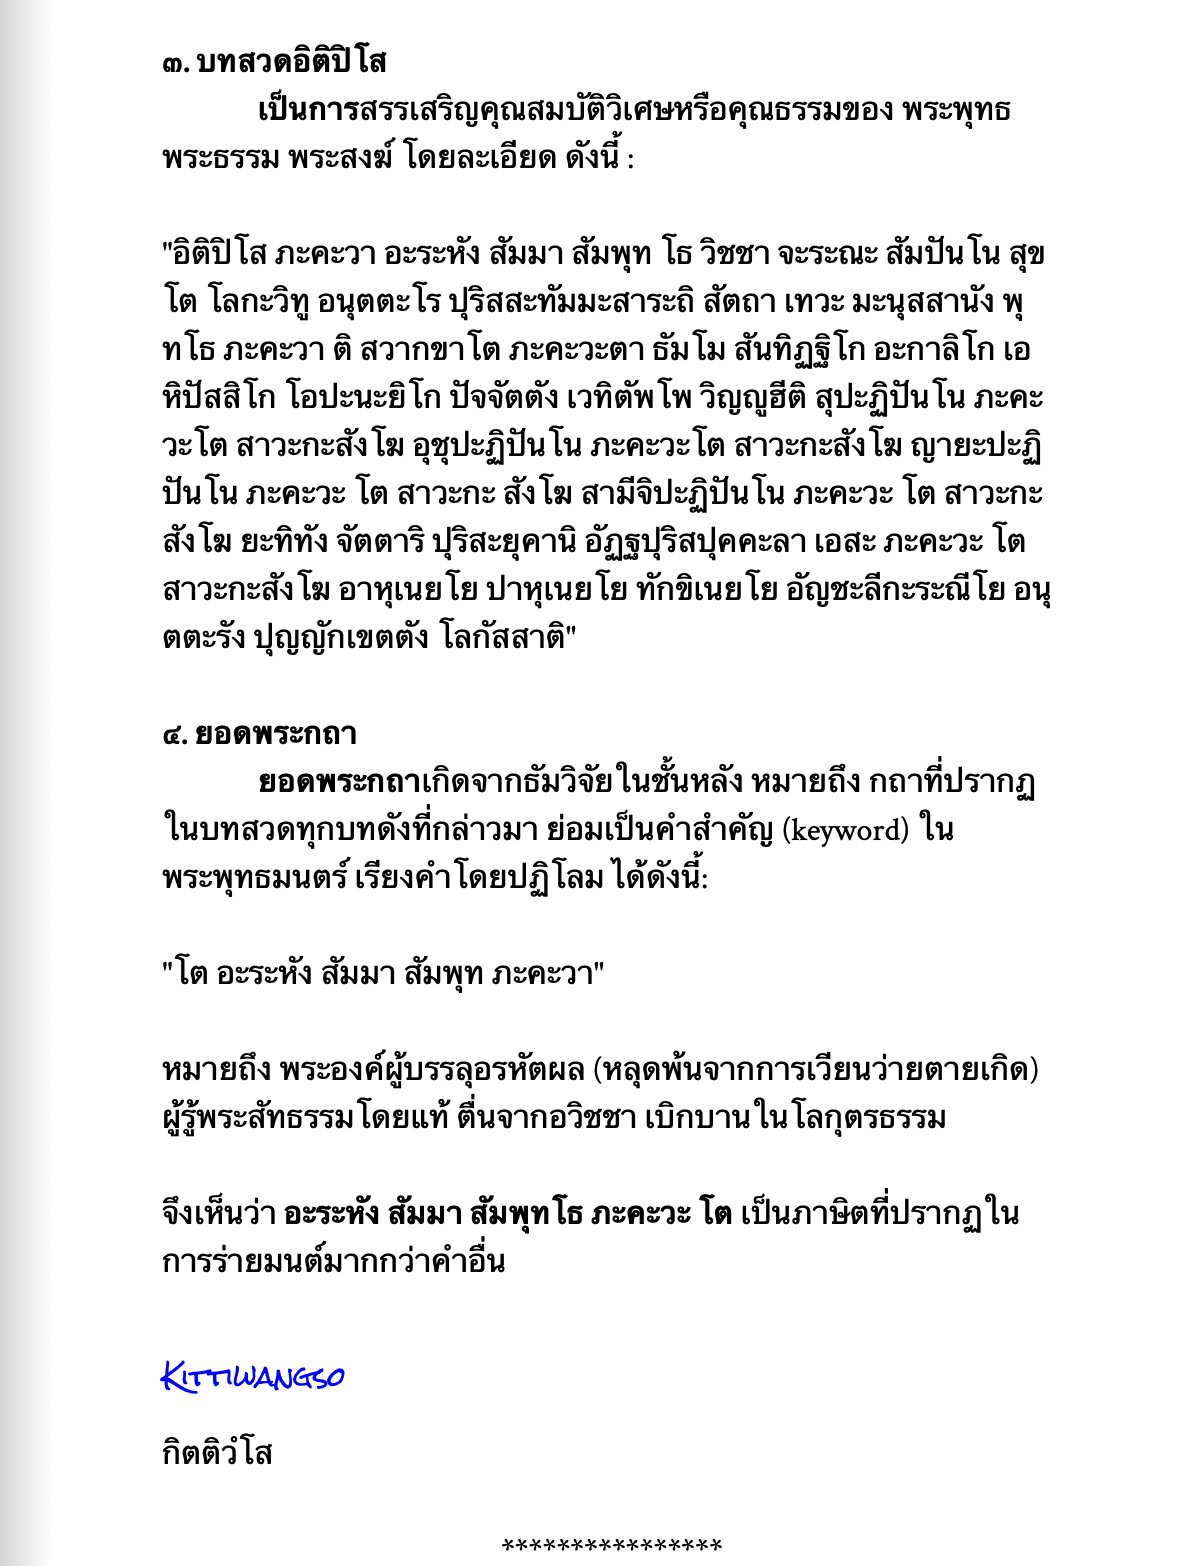 ๓. บทสวดอิติปิโส
เป็นการสรรเสริญคุณสมบัติวิเศษหรือคุณธรรมของ พระพุทธ
พระธรรม พระสงฆ์ โดยละเอียด ดังนี้ :
"อิติปิโส ภะคะวา อะระหัง สัมมา สัมพุท โธ วิชชา จะระณะ สัมปันโน สุข
โต โลกะวิทู อนุตตะโร ปุริสสะทัมมะสาระถิ สัตถา เทวะ มะนุสสานัง พุ
ทโธ ภะคะวา ติ สวากขาโต ภะคะวะตา ธัมโม สันทิฏฐิโก อะกาลิโก เอ
หิปัสสิโก โอปะนะยิโก ปัจจัตตัง เวทิตัพโพ วิญญูฮีติ สุปะฏิปันโน ภะคะ
วะโต สาวะกะสังโฆ อุชุปะฏิปันโน ภะคะวะโต สาวะกะสังโฆ ญายะปะฏิ
ปันโน ภะคะวะ โต สาวะกะ สังโฆ สามีจิปะฏิปันโน ภะคะวะ โต สาวะกะ
สังโฆ ยะทิทัง จัตตาริ ปุริสะยุคานิ อัฏฐปุริสปุคคะลา เอสะ ภะคะวะ โต
สาวะกะสังโฆ อาหุเนยโย ปาหุเนยโย ทักขิเนยโย อัญชะลีกะระณีโย อนุ
ตตะรัง ปุญญักเขตตัง โลกัสสาติ"
๔. ยอดพระกถา
ยอดพระกถาเกิดจากธัมวิจัยในชั้นหลัง หมายถึง กถาที่ปรากฏ
ในบทสวดทุกบทดังที่กล่าวมา ย่อมเป็นคำสำคัญ (keyword) ใน
พระพุทธมนตร์ เรียงคำโดยปฏิโลม ได้ดังนี้:
"โต อะระหัง สัมมา สัมพุท ภะคะวา"
หมายถึง พระองค์ผู้บรรลุอรหัตผล (หลุดพ้นจากการเวียนว่ายตายเกิด)
ผู้รู้พระสัทธรรมโดยแท้ ตื่นจากอวิชชา เบิกบานในโลกุตรธรรม
จึงเห็นว่า อะระหัง สัมมา สัมพุทโธ ภะคะวะ โต เป็นภาษิตที่ปรากฏใน
การร่ายมนต์มากกว่าคำอื่น
Kittiwangso
กิตติวํโส
****************